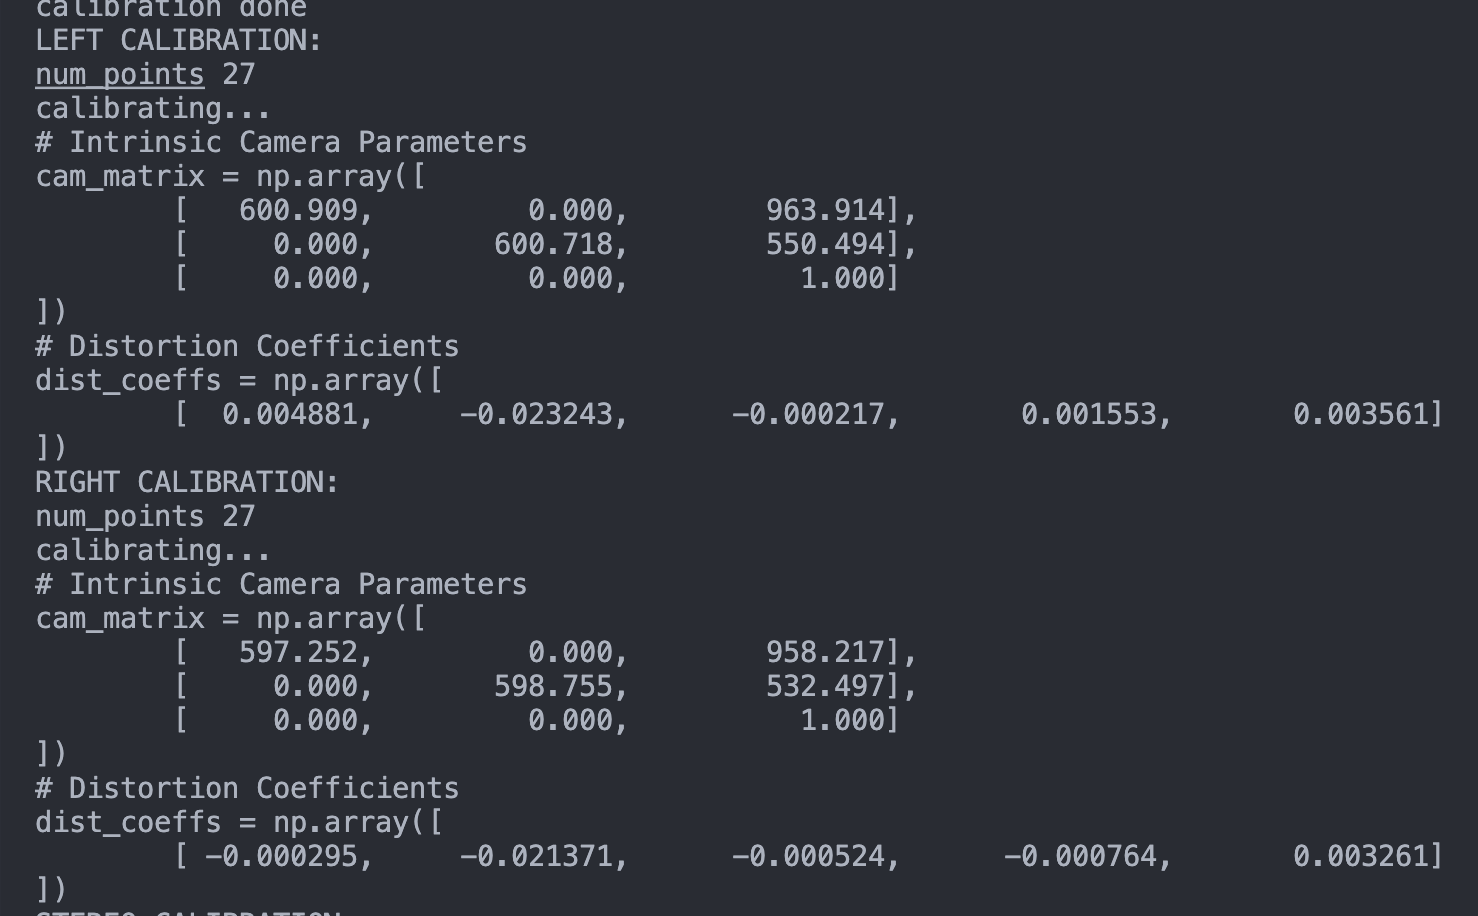 calibration done
LEFT CALIBRATION:
num_points 27
calibrating...
# Intrinsic Camera Parameters
cam_matrix = np.array([
[ 600.909, 0.000, 963.914],
[ 0.000, 600.718, 550.494],
[ 0.000, 0.000, 1.000]
])
# Distortion Coefficients
dist_coeffs = np.array([
[ 0.004881, -0.023243, -0.000217, 0.001553, 0.003561]
])
RIGHT CALIBRATION:
num_points 27
calibrating...
# Intrinsic Camera Parameters
cam_matrix = np.array([
[ 597.252, 0.000, 958.217],
[ 0.000, 598.755, 532.497],
[ 0.000, 0.000, 1.000]
])
# Distortion Coefficients
dist_coeffs = np.array([
[ -0.000295, -0.021371, -0.000524, -0.000764, 0.003261]
])
STEREO CALIBRATION